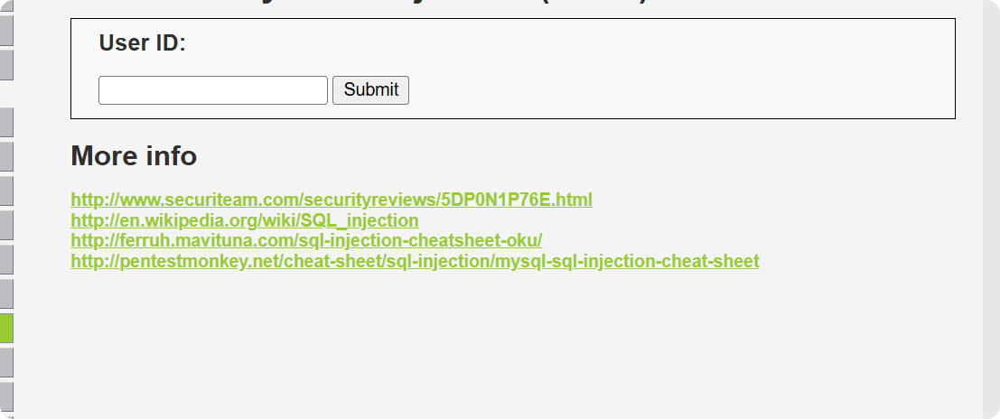 User ID:
Submit
More info
http://www.securiteam.com/securityreviews/5DP0N1P76E.html
http://en.wikipedia.org/wiki/SQL_injection
http://ferruh.mavituna.com/sql-injection-cheatsheet-oku/
http://pentestmonkey.net/cheat-sheet/sql-injection/mysql-sql-injection-cheat-sheet